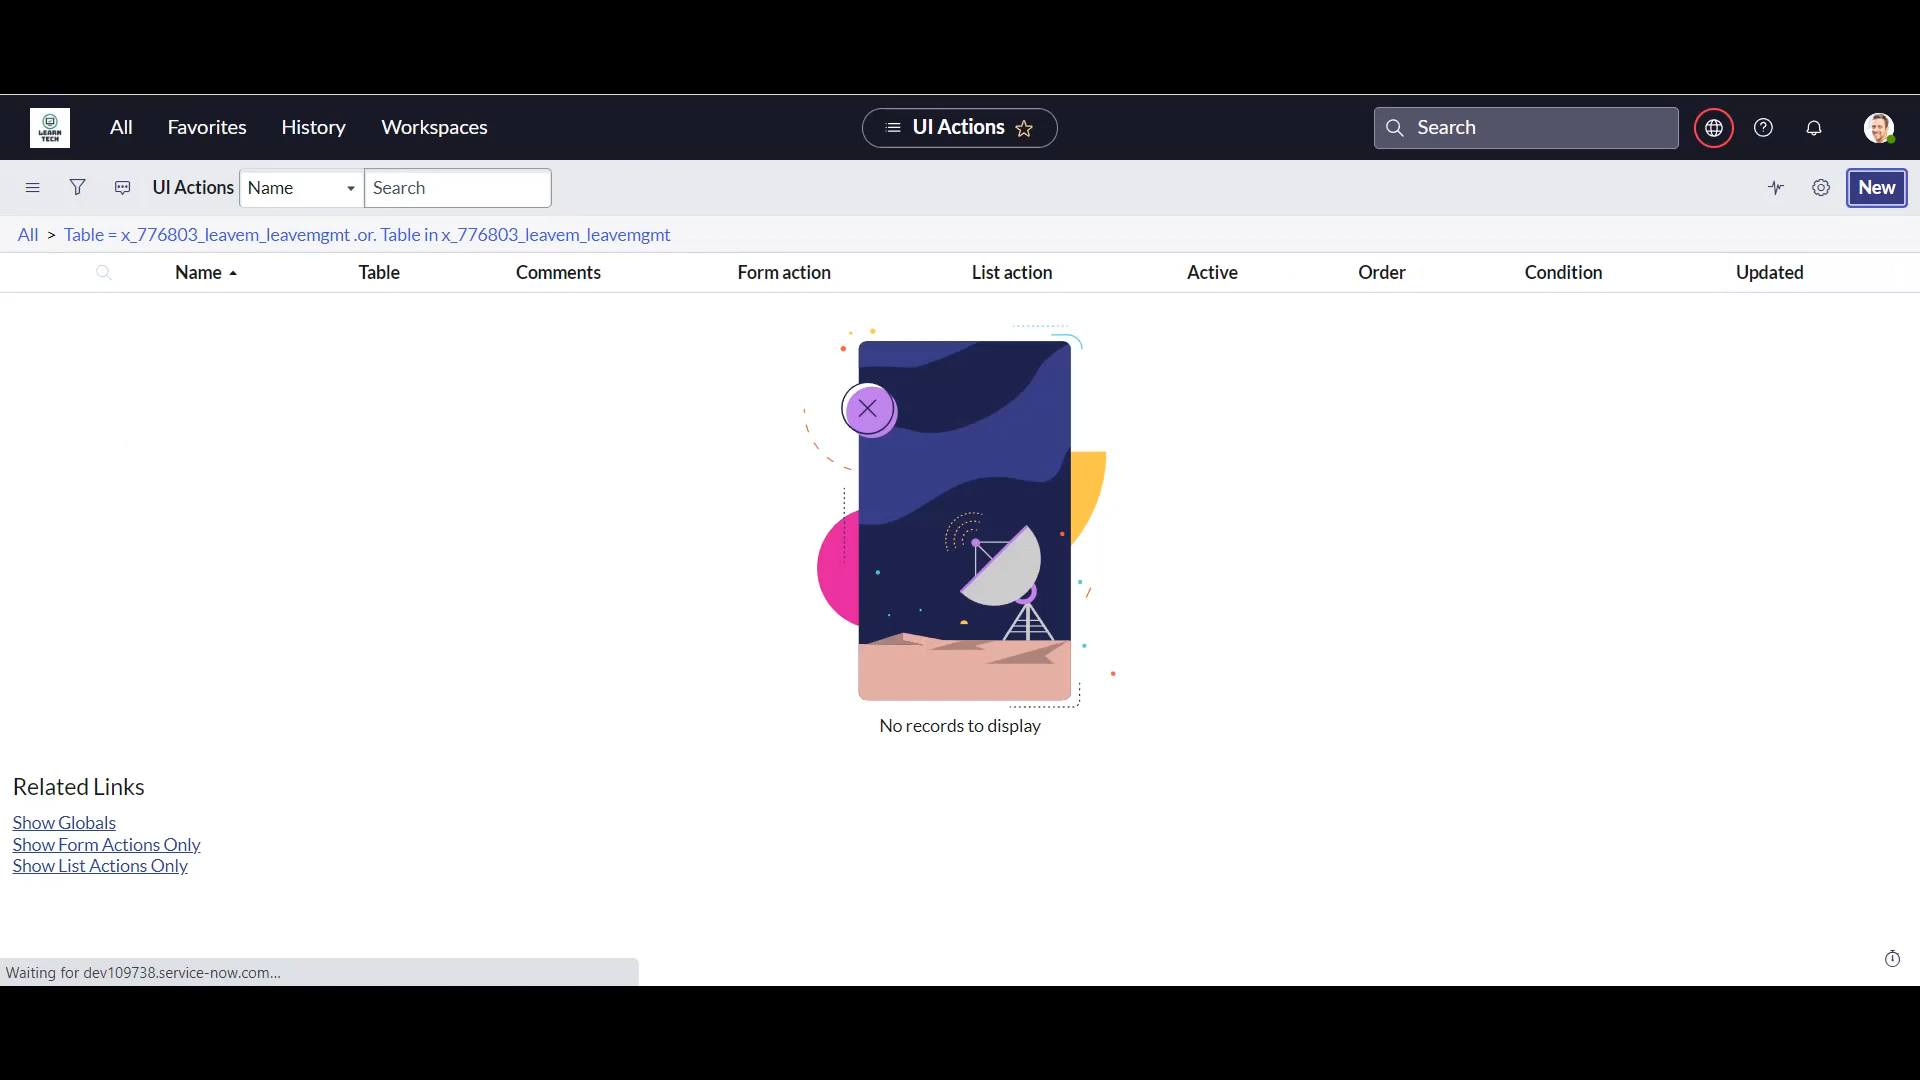 LEARN
TECH
All Favorites History Workspaces
UI Actions
Search
UI Actions Name Search New
All > Table = x_776803_leavem_leavemgmt .or. Table in x_776803_leavem_leavemgmt
Name Table Comments Form action List action Active Order Condition Updated
No records to display
Related Links
Show Globals
Show Form Actions Only
Show List Actions Only
Waiting for dev109738.service-now.com...